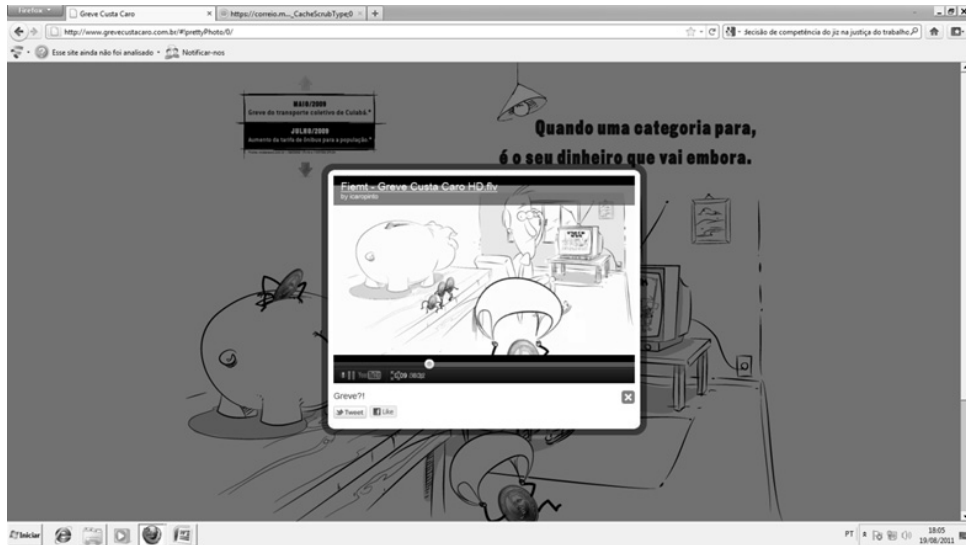 Firefox
Greve Custa Caro
https://correio.m..._CacheScrubType;0
http://www.grevecustacaro.com.br/#!prettyPhoto/0/
decisão de competência do jiz na justiça do trabalho
Esse site ainda não foi analisado
Notificar-nos
MAIO/2009
Greve do transporte coletivo de Cuiabá.*
JULHO/2009
Aumento da tarifa de ônibus para a população.*
Quando uma categoria para,
é o seu dinheiro que vai embora.
Fiemt - Greve Custa Caro HD.flv
by icaropinto
Greve?!
Tweet
Like
Iniciar
PT
18:05
19/08/2011